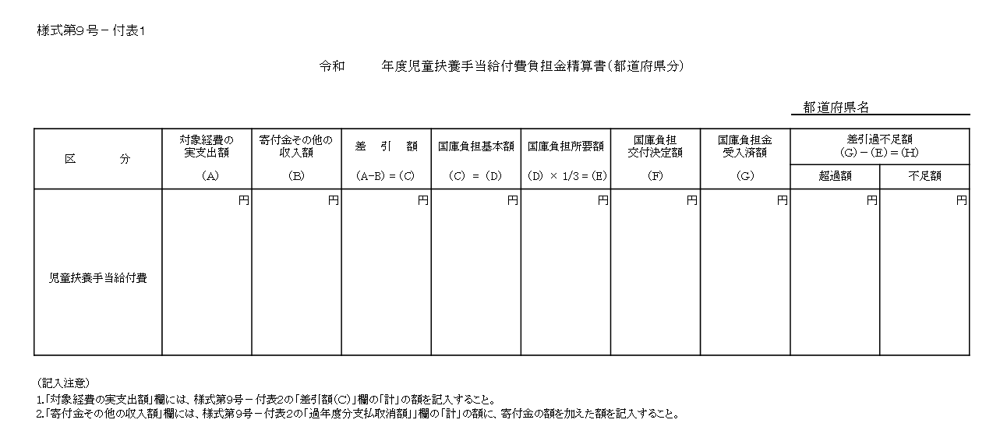 様式第9号－付表1
令和　　　年度児童扶養手当給付費負担金精算書(都道府県分)
都道府県名
区　　　　分
対象経費の
実支出額
(A)
寄付金その他の
収入額
(B)
差　引　額
(A-B)=(C)
国庫負担基本額
(C) = (D)
国庫負担所要額
(D) × 1/3=(E)
国庫負担
交付決定額
(F)
国庫負担金
受入済額
(G)
差引過不足額
(G)－(E)=(H)
超過額
不足額
児童扶養手当給付費
円
円
円
円
円
円
円
円
円
(記入注意)
1.「対象経費の実支出額」欄には、様式第9号－付表2の「差引額(C)」欄の「計」の額を記入すること。
2.「寄付金その他の収入額」欄には、様式第9号－付表2の「過年度分支払取消額」」欄の「計」の額に、寄付金の額を加えた額を記入すること。